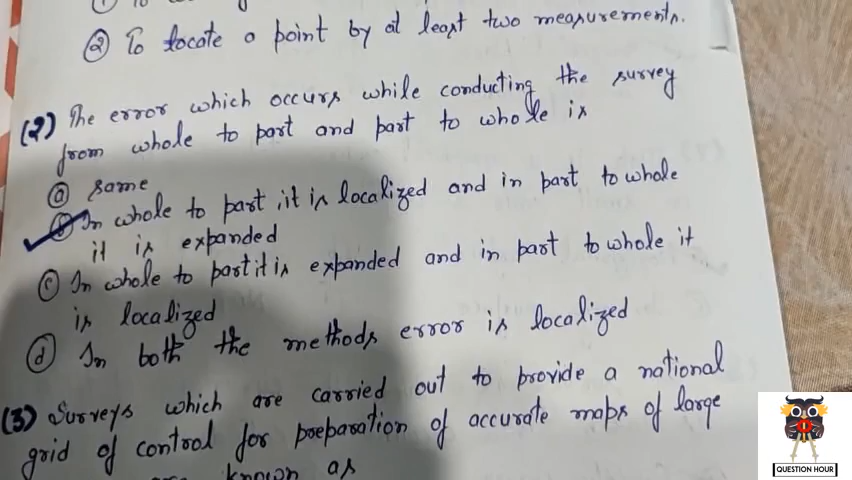 ② To locate a point by at least two measurements.
(2) The error which occurs while conducting the survey
from whole to part and part to whole is
ⓐ same
ⓑ In whole to part, it is localized and in part to whole
it is expanded
ⓒ In whole to part it is expanded and in part to whole it
is localized
ⓓ In both the methods error is localized
(3) Surveys which are carried out to provide a national
grid of control for preparation of accurate maps of large
known as
QUESTION HOUR